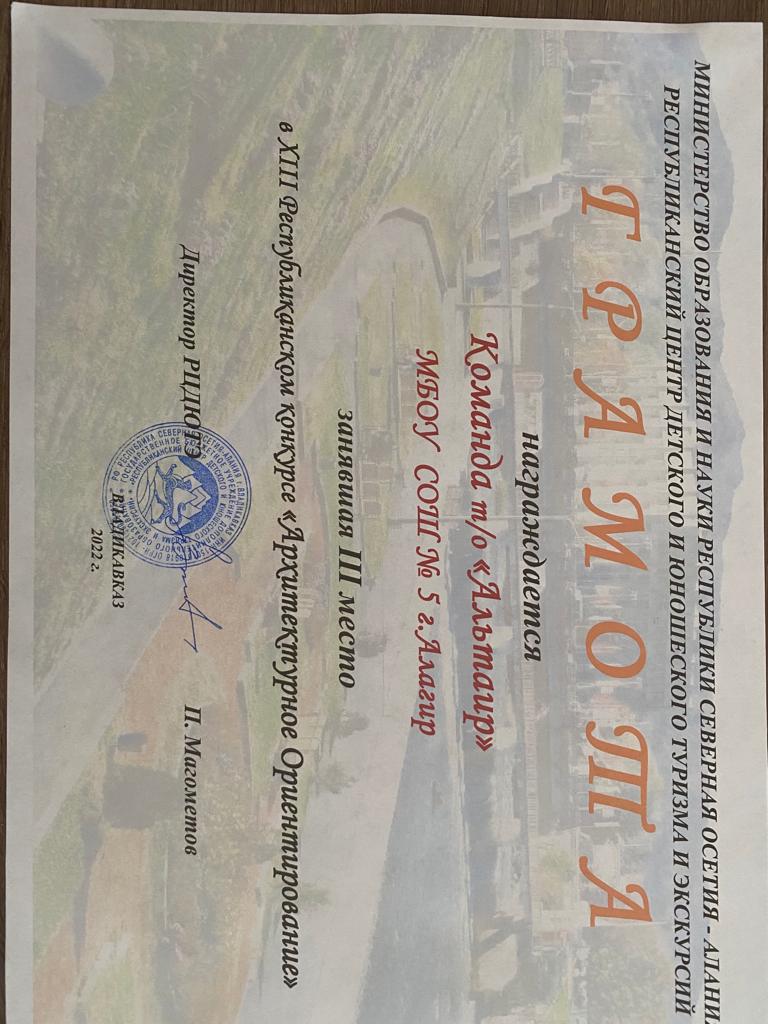 МИНИСТЕРСТВО ОБРАЗОВАНИЯ И НАУКИ РЕСПУБЛИКИ СЕВЕРНАЯ ОСЕТИЯ - АЛАНИ
РЕСПУБЛИКАНСКИЙ ЦЕНТР ДЕТСКОГО И ЮНОШЕСКОГО ТУРИЗМА И ЭКСКУРСИЙ
ГРАМОТА
награждается
Команда т/о «Альтаир»
МБОУ СОШ № 5 г.Алагир
занявшая III место
в XIII Республиканском конкурсе «Архитектурное Ориентирование»
Директор РЦДЮТЭ П. Магометов
ВЛАДИКАВКАЗ
2022 г.